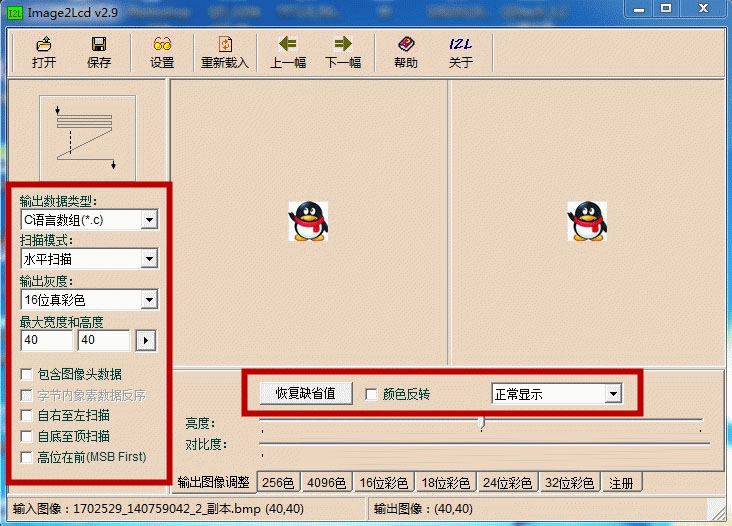 Image2Lcd v2.9
打开 保存 设置 重新载入 上一幅 下一幅 帮助 关于
I2L
输出数据类型：
C语言数组(*.c)
扫描模式：
水平扫描
输出灰度：
16位真彩色
最大宽度和高度
40 40
包含图像头数据
字节内象素数据反序
自右至左扫描
自底至顶扫描
高位在前(MSB First)
恢复缺省值 颜色反转 正常显示
亮度：
对比度：
输出图像调整 256色 4096色 16位彩色 18位彩色 24位彩色 32位彩色 注册
输入图像：1702529_140759042_2_副本.bmp (40,40) 输出图像：(40,40)